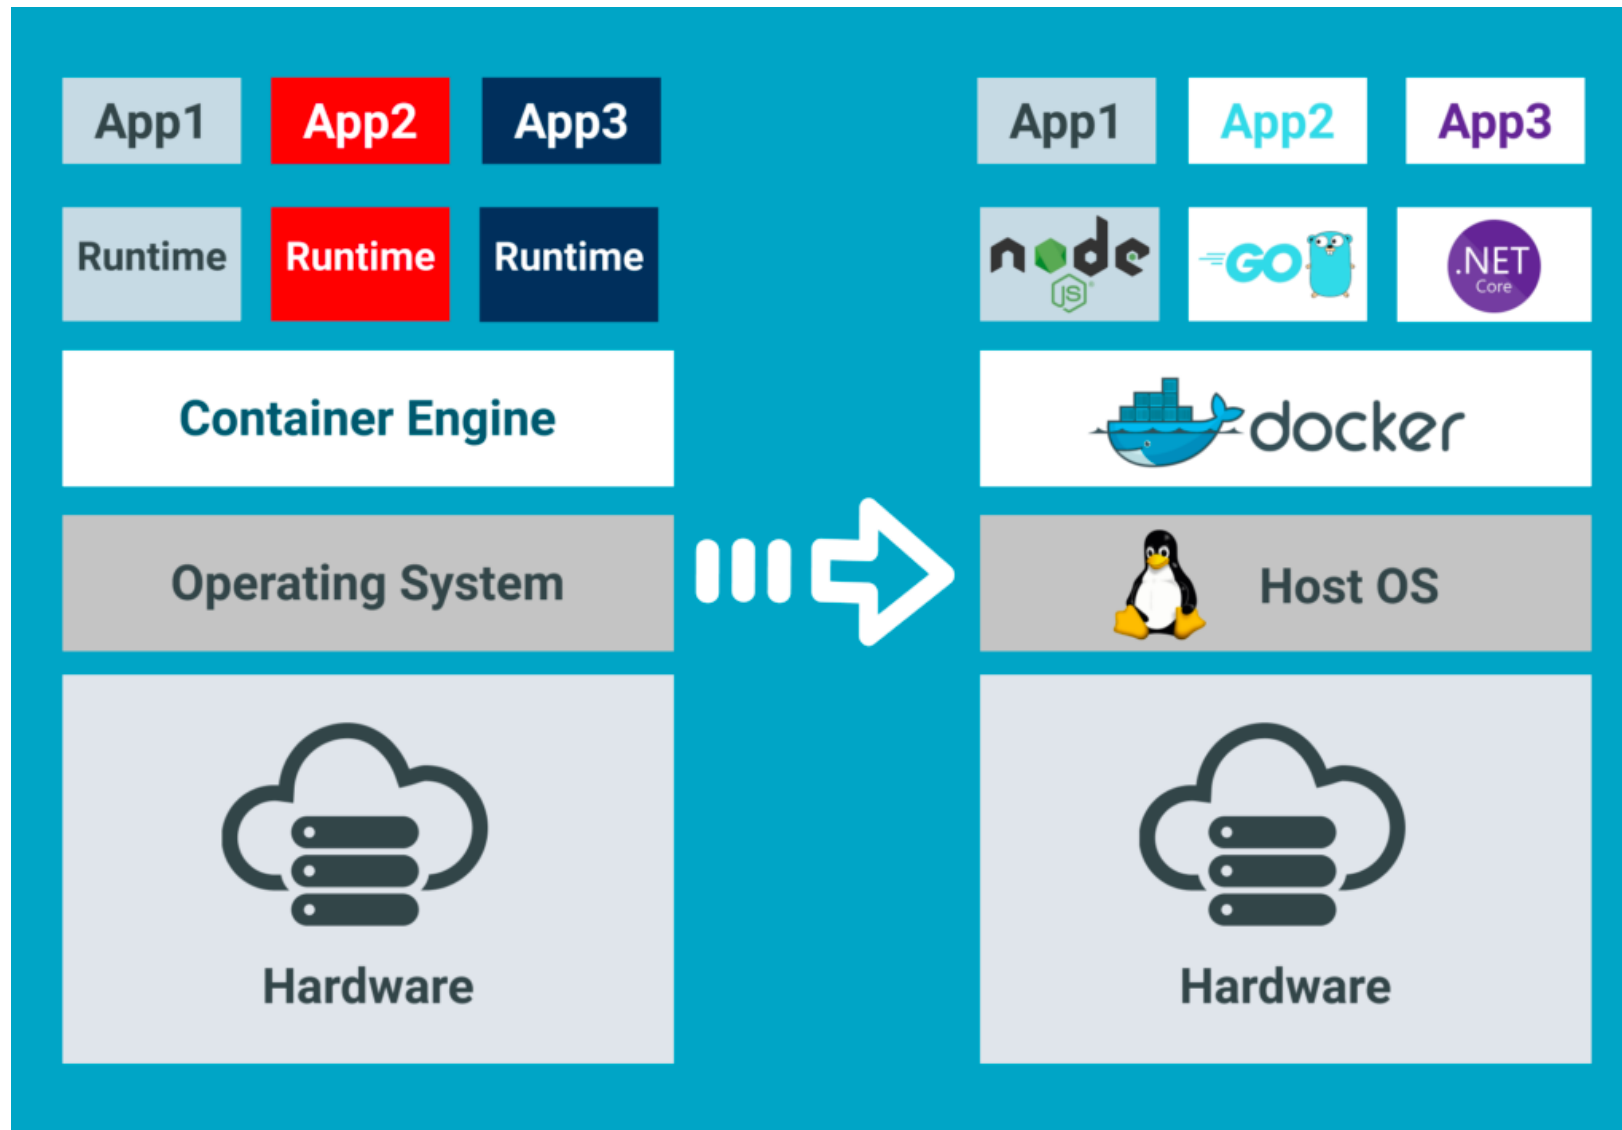 App1
App2
App3
Runtime
Runtime
Runtime
Container Engine
Operating System
Hardware
App1
App2
App3
node
JS
GO
.NET
Core
docker
Host OS
Hardware